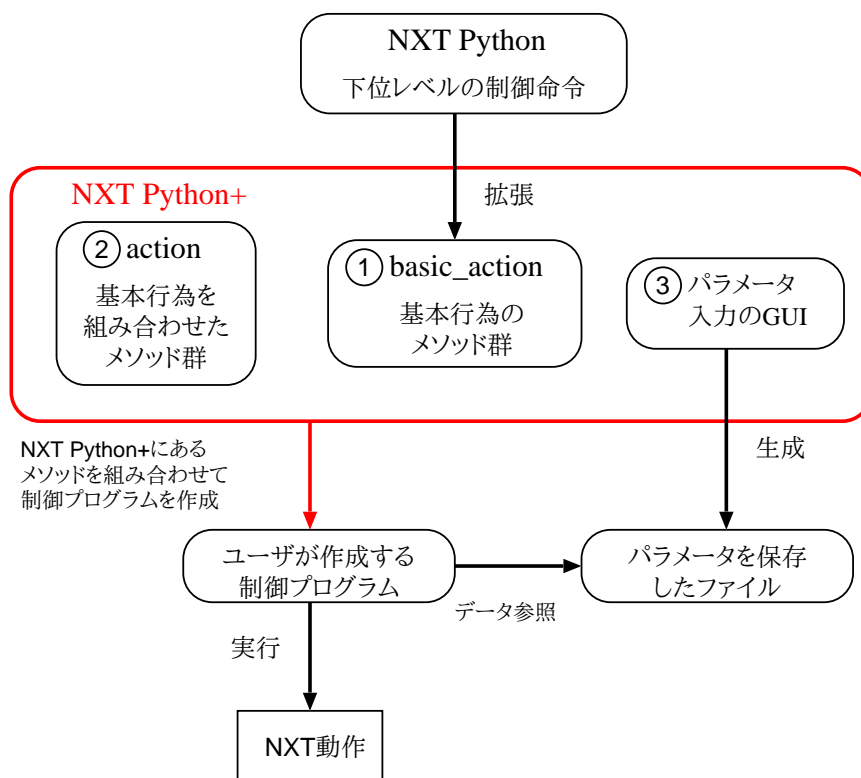 NXT Python
下位レベルの制御命令
拡張
NXT Python+
② action
基本行為を
組み合わせた
メソッド群
① basic_action
基本行為の
メソッド群
③ パラメータ
入力のGUI
NXT Python+にある
メソッドを組み合わせて
制御プログラムを作成
生成
ユーザが作成する
制御プログラム
データ参照
パラメータを保存
したファイル
実行
NXT動作